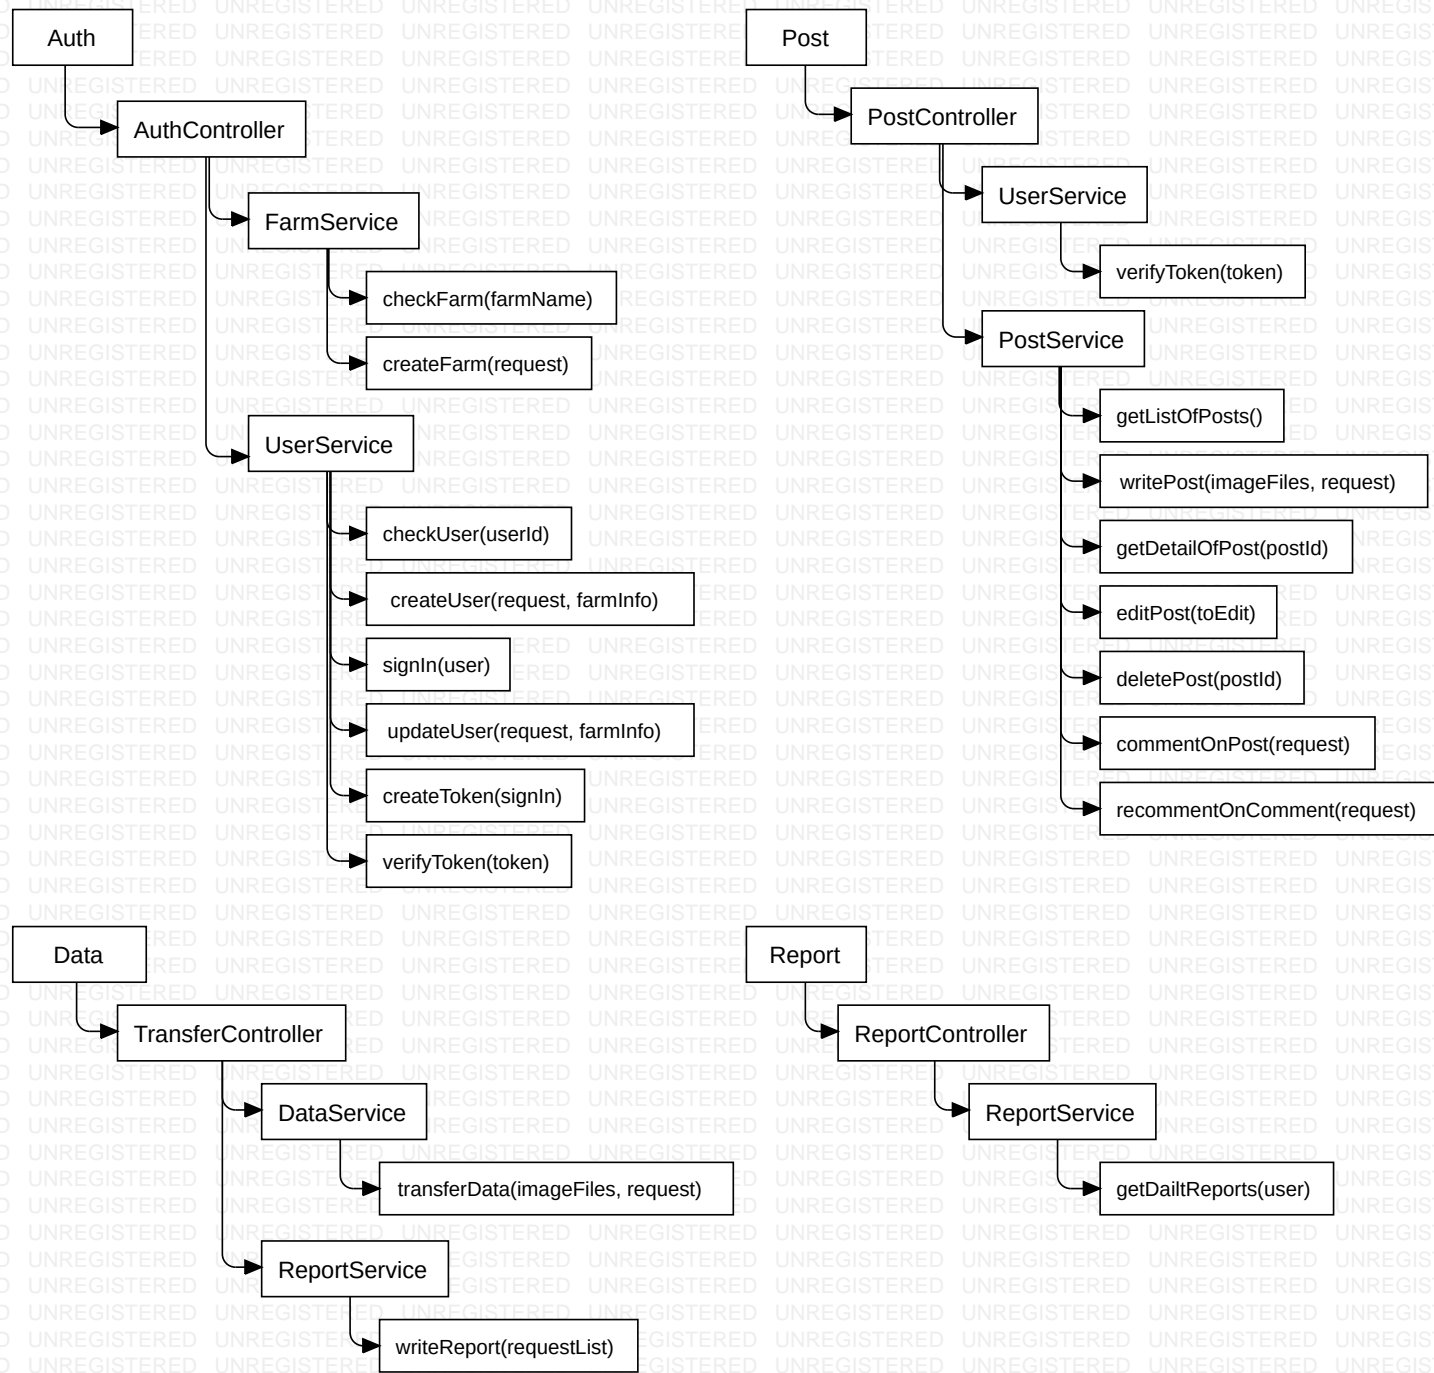 Auth
AuthController
FarmService
checkFarm(farmName)
createFarm(request)
UserService
checkUser(userId)
createUser(request, farmInfo)
signIn(user)
updateUser(request, farmInfo)
createToken(signIn)
verifyToken(token)
Post
PostController
UserService
verifyToken(token)
PostService
getListOfPosts()
writePost(imageFiles, request)
getDetailOfPost(postId)
editPost(toEdit)
deletePost(postId)
commentOnPost(request)
recommentOnComment(request)
Data
TransferController
DataService
transferData(imageFiles, request)
ReportService
writeReport(requestList)
Report
ReportController
ReportService
getDailtReports(user)
UNREGISTERED